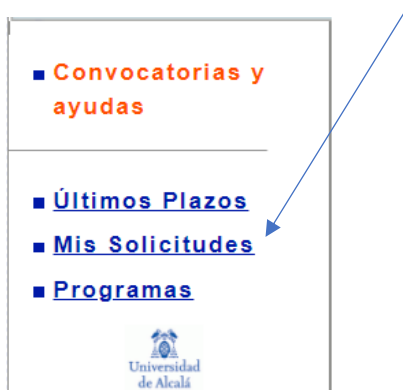 Convocatorias y
ayudas
Últimos Plazos
Mis Solicitudes
Programas
Universidad
de Alcalá